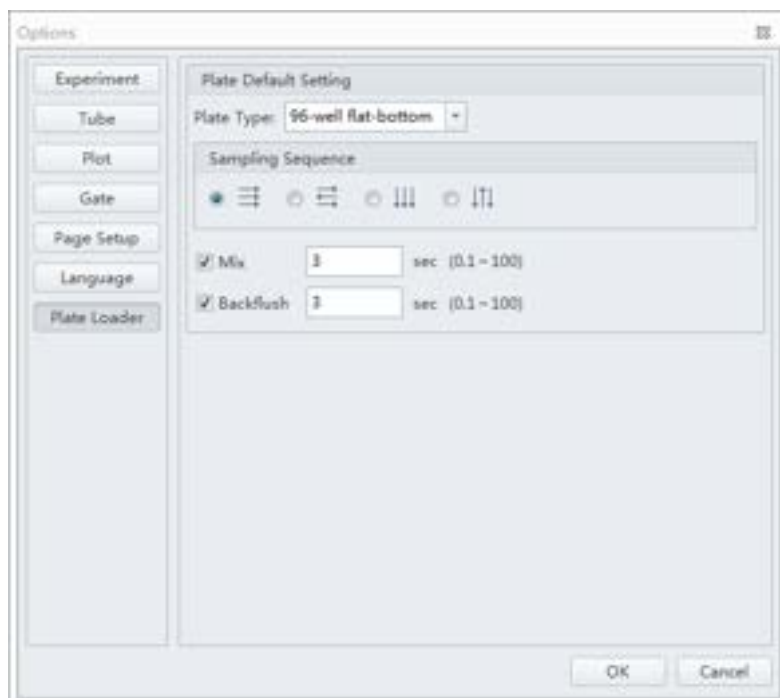 Options
Experiment
Tube
Plot
Gate
Page Setup
Language
Plate Loader
Plate Default Setting
Plate Type: 96-well flat-bottom
Sampling Sequence
Mix 3 sec (0.1 ~ 100)
Backflush 3 sec (0.1 ~ 100)
OK Cancel